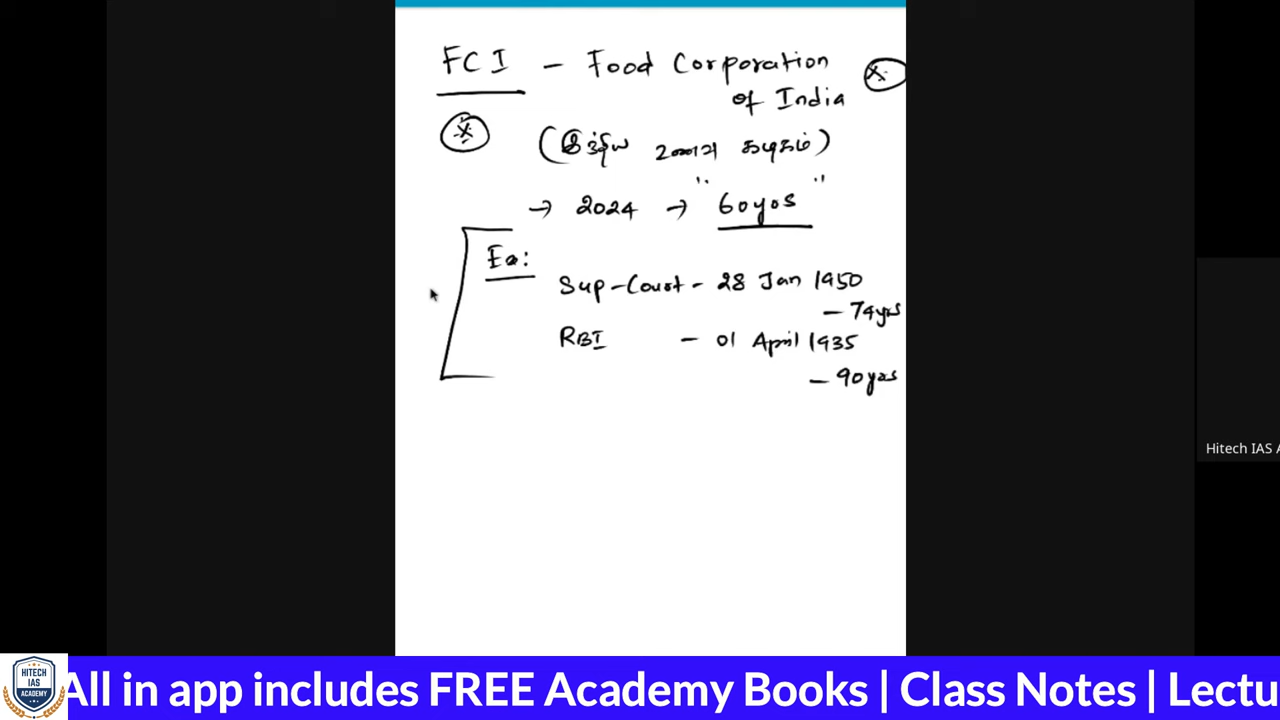 FCI - Food Corporation
of India
(இந்திய உணவு கழகம்)
→ 2024 → "60yrs"
Ex:
Sup-Court - 28 Jan 1950
- 74yrs
RBI - 01 April 1935
- 90yrs
Hitech IAS A
HITECH
IAS
ACADEMY
All in app includes FREE Academy Books | Class Notes | Lectu